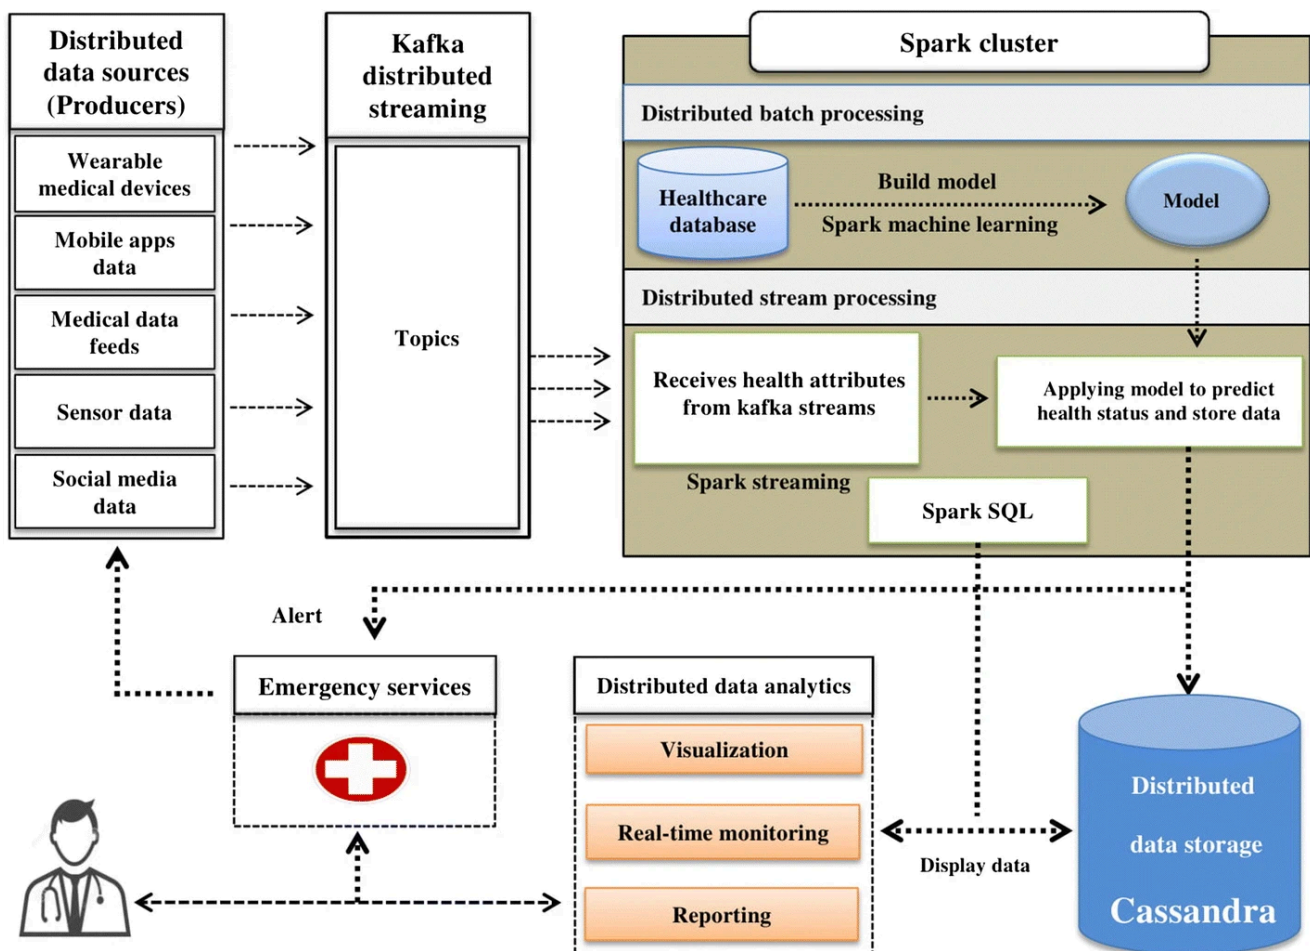 Distributed
data sources
(Producers)
Wearable
medical devices
Mobile apps
data
Medical data
feeds
Sensor data
Social media
data
Kafka
distributed
streaming
Topics
Spark cluster
Distributed batch processing
Healthcare
database
Build model
Spark machine learning
Model
Distributed stream processing
Receives health attributes
from kafka streams
Spark streaming
Applying model to predict
health status and store data
Spark SQL
Alert
Emergency services
Distributed data analytics
Visualization
Real-time monitoring
Reporting
Display data
Distributed
data storage
Cassandra